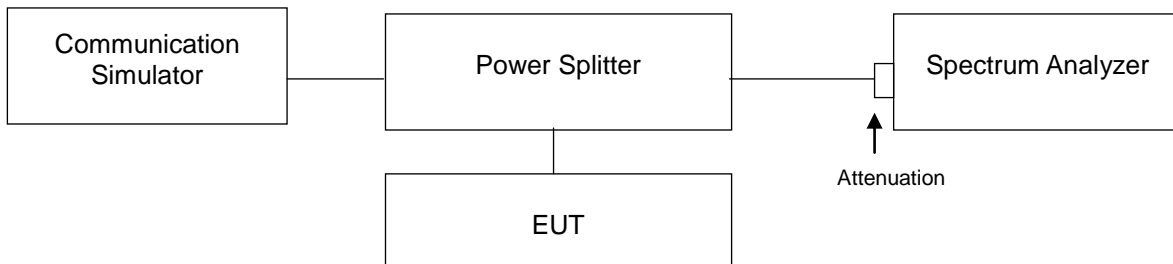 Communication
Simulator
Power Splitter
Spectrum Analyzer
Attenuation
EUT